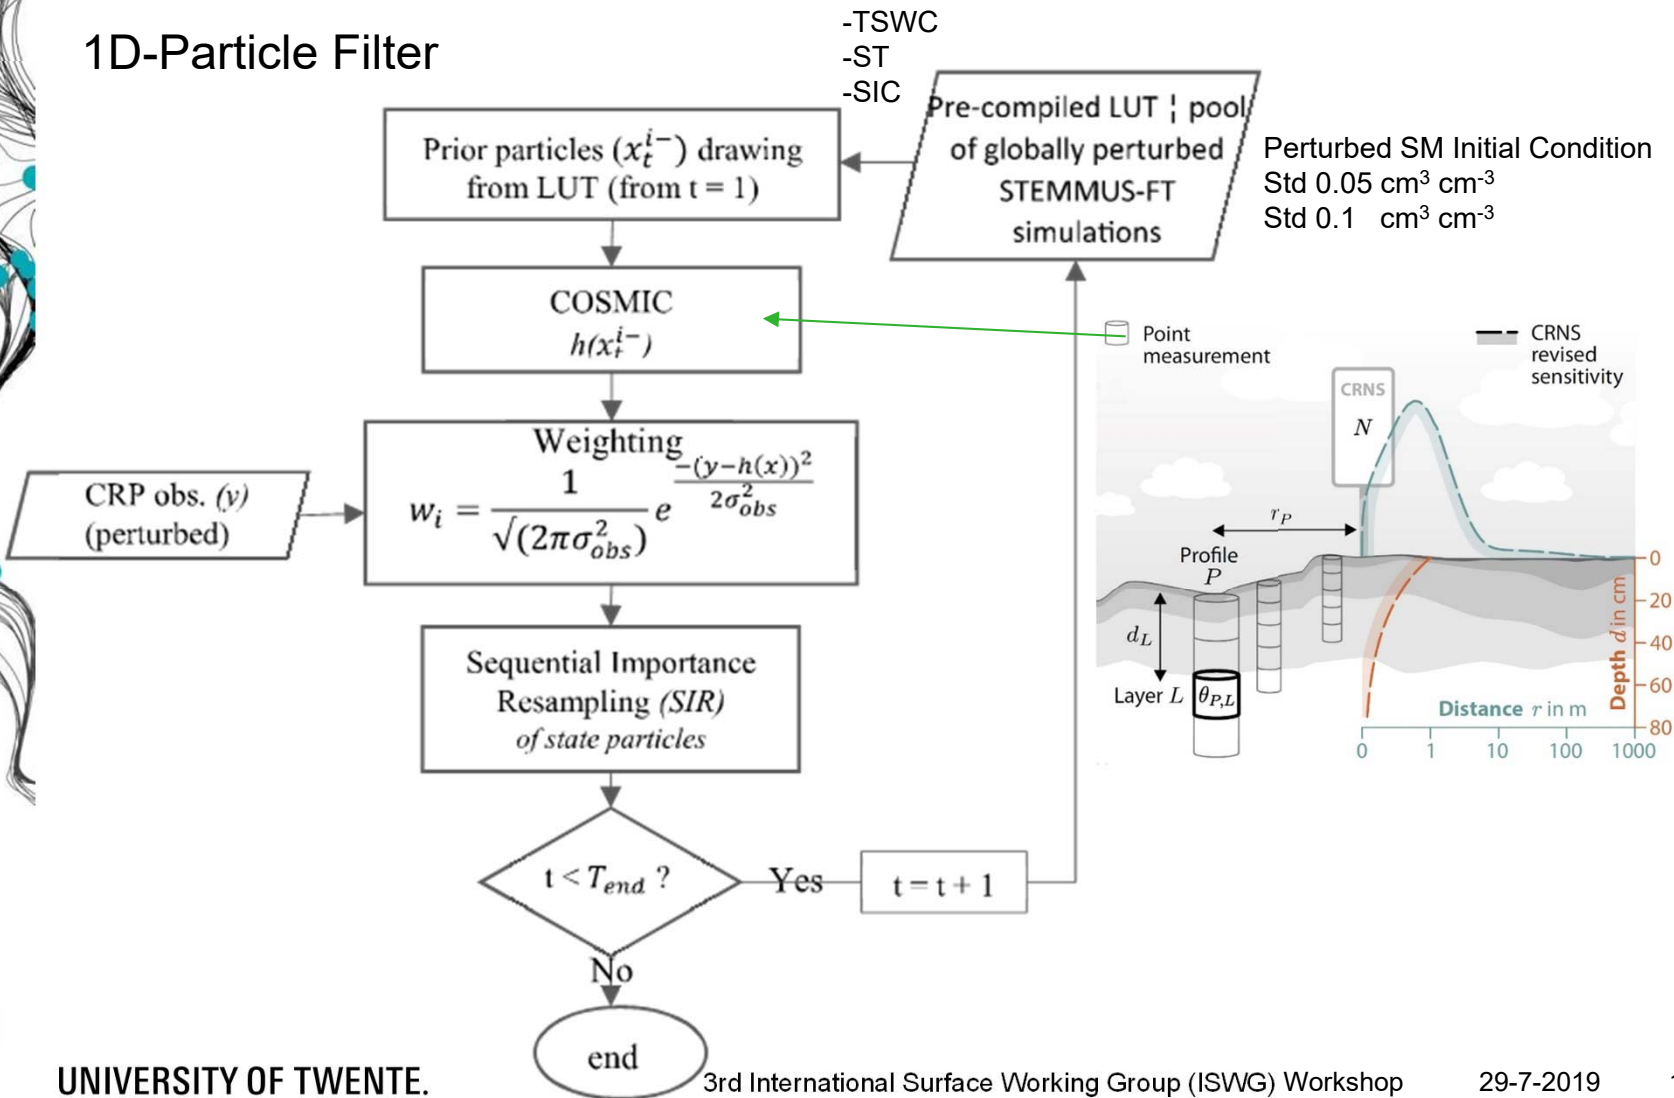 1D-Particle Filter
-TSWC
-ST
-SIC
Prior particles (x_t^{i-}) drawing
from LUT (from t = 1)
Pre-compiled LUT ¦ pool
of globally perturbed
STEMMUS-FT
simulations
Perturbed SM Initial Condition
Std 0.05 cm³ cm⁻³
Std 0.1 cm³ cm⁻³
COSMIC
h(x_t^{i-})
Weighting
w_i = 1 / √(2πσ²_obs) e^{-(y−h(x))² / 2σ²_obs}
CRP obs. (y)
(perturbed)
Sequential Importance
Resampling (SIR)
of state particles
t < T_end ?
Yes
t = t + 1
No
end
Point
measurement
CRNS
revised
sensitivity
CRNS
N
r_P
Profile
P
d_L
Layer L
θ_{P,L}
0
20
40
60
80
Depth d in cm
Distance r in m
0
1
10
100
1000
UNIVERSITY OF TWENTE.
3rd International Surface Working Group (ISWG) Workshop
29-7-2019